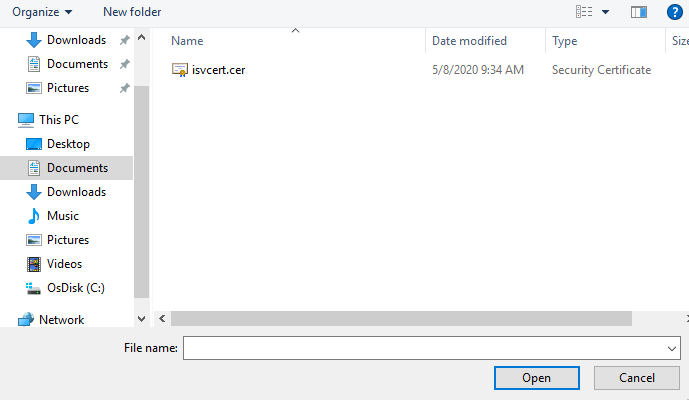 Organize New folder
Downloads
Documents
Pictures
This PC
Desktop
Documents
Downloads
Music
Pictures
Videos
OsDisk (C:)
Network
Name Date modified Type Size
isvcert.cer 5/8/2020 9:34 AM Security Certificate
File name:
Open Cancel